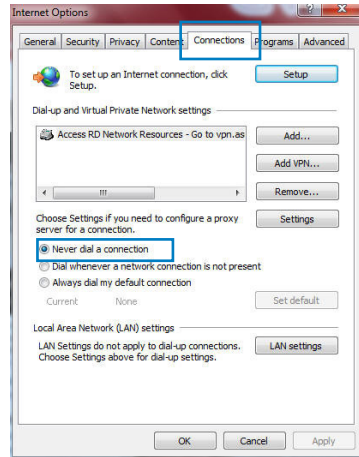 Internet Options
General Security Privacy Content Connections Programs Advanced
To set up an Internet connection, click
Setup.
Setup
Dial-up and Virtual Private Network settings
Access RD Network Resources - Go to vpn.as
Add...
Add VPN...
Remove...
Choose Settings if you need to configure a proxy
server for a connection.
Settings
Never dial a connection
Dial whenever a network connection is not present
Always dial my default connection
Current None
Set default
Local Area Network (LAN) settings
LAN Settings do not apply to dial-up connections.
Choose Settings above for dial-up settings.
LAN settings
OK Cancel Apply